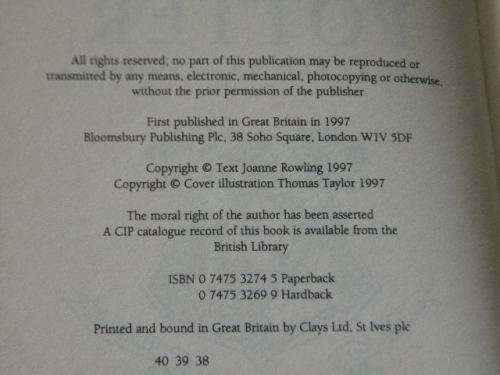 All rights reserved; no part of this publication may be reproduced or
transmitted by any means, electronic, mechanical, photocopying or otherwise,
without the prior permission of the publisher
First published in Great Britain in 1997
Bloomsbury Publishing Plc, 38 Soho Square, London W1V 5DF
Copyright © Text Joanne Rowling 1997
Copyright © Cover illustration Thomas Taylor 1997
The moral right of the author has been asserted
A CIP catalogue record of this book is available from the
British Library
ISBN 0 7475 3274 5 Paperback
0 7475 3269 9 Hardback
Printed and bound in Great Britain by Clays Ltd, St Ives plc
40 39 38